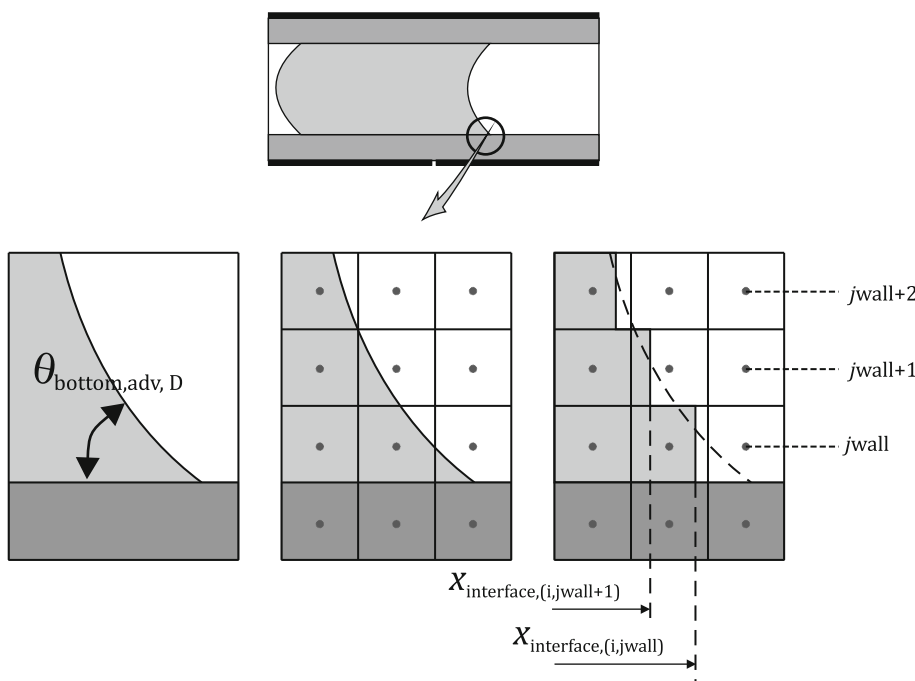 θbottom,adv, D
jwall+2
jwall+1
jwall
xinterface,(i,jwall+1)
xinterface,(i,jwall)